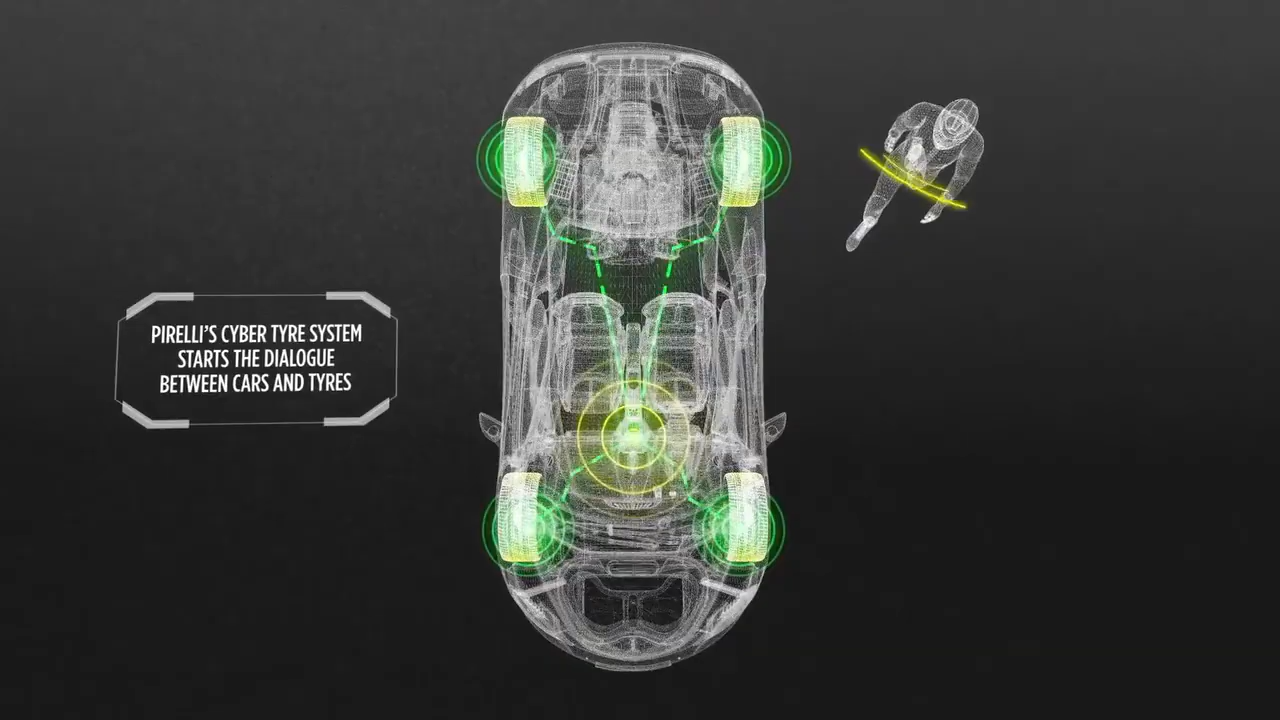 PIRELLI'S CYBER TYRE SYSTEM
STARTS THE DIALOGUE
BETWEEN CARS AND TYRES